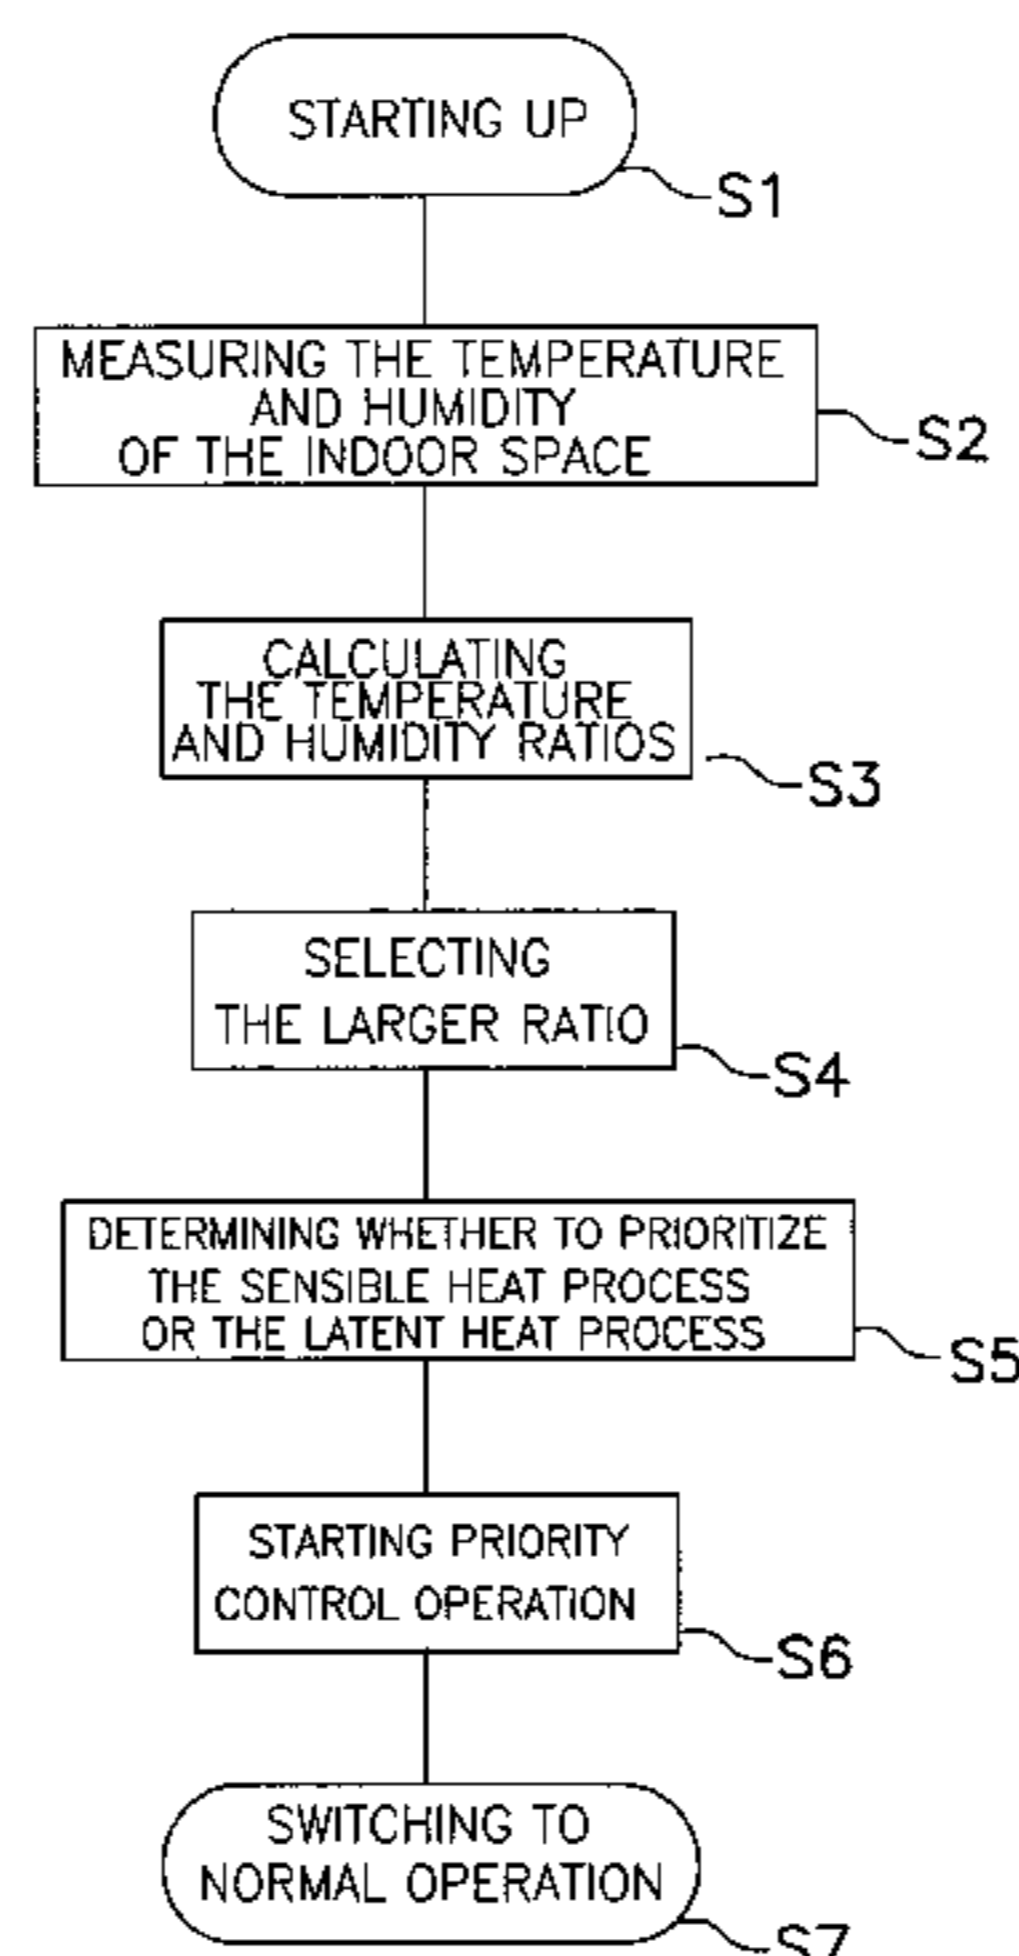 STARTING UP
S1
MEASURING THE TEMPERATURE
AND HUMIDITY
OF THE INDOOR SPACE
S2
CALCULATING
THE TEMPERATURE
AND HUMIDITY RATIOS
S3
SELECTING
THE LARGER RATIO
S4
DETERMINING WHETHER TO PRIORITIZE
THE SENSIBLE HEAT PROCESS
OR THE LATENT HEAT PROCESS
S5
STARTING PRIORITY
CONTROL OPERATION
S6
SWITCHING TO
NORMAL OPERATION
S7